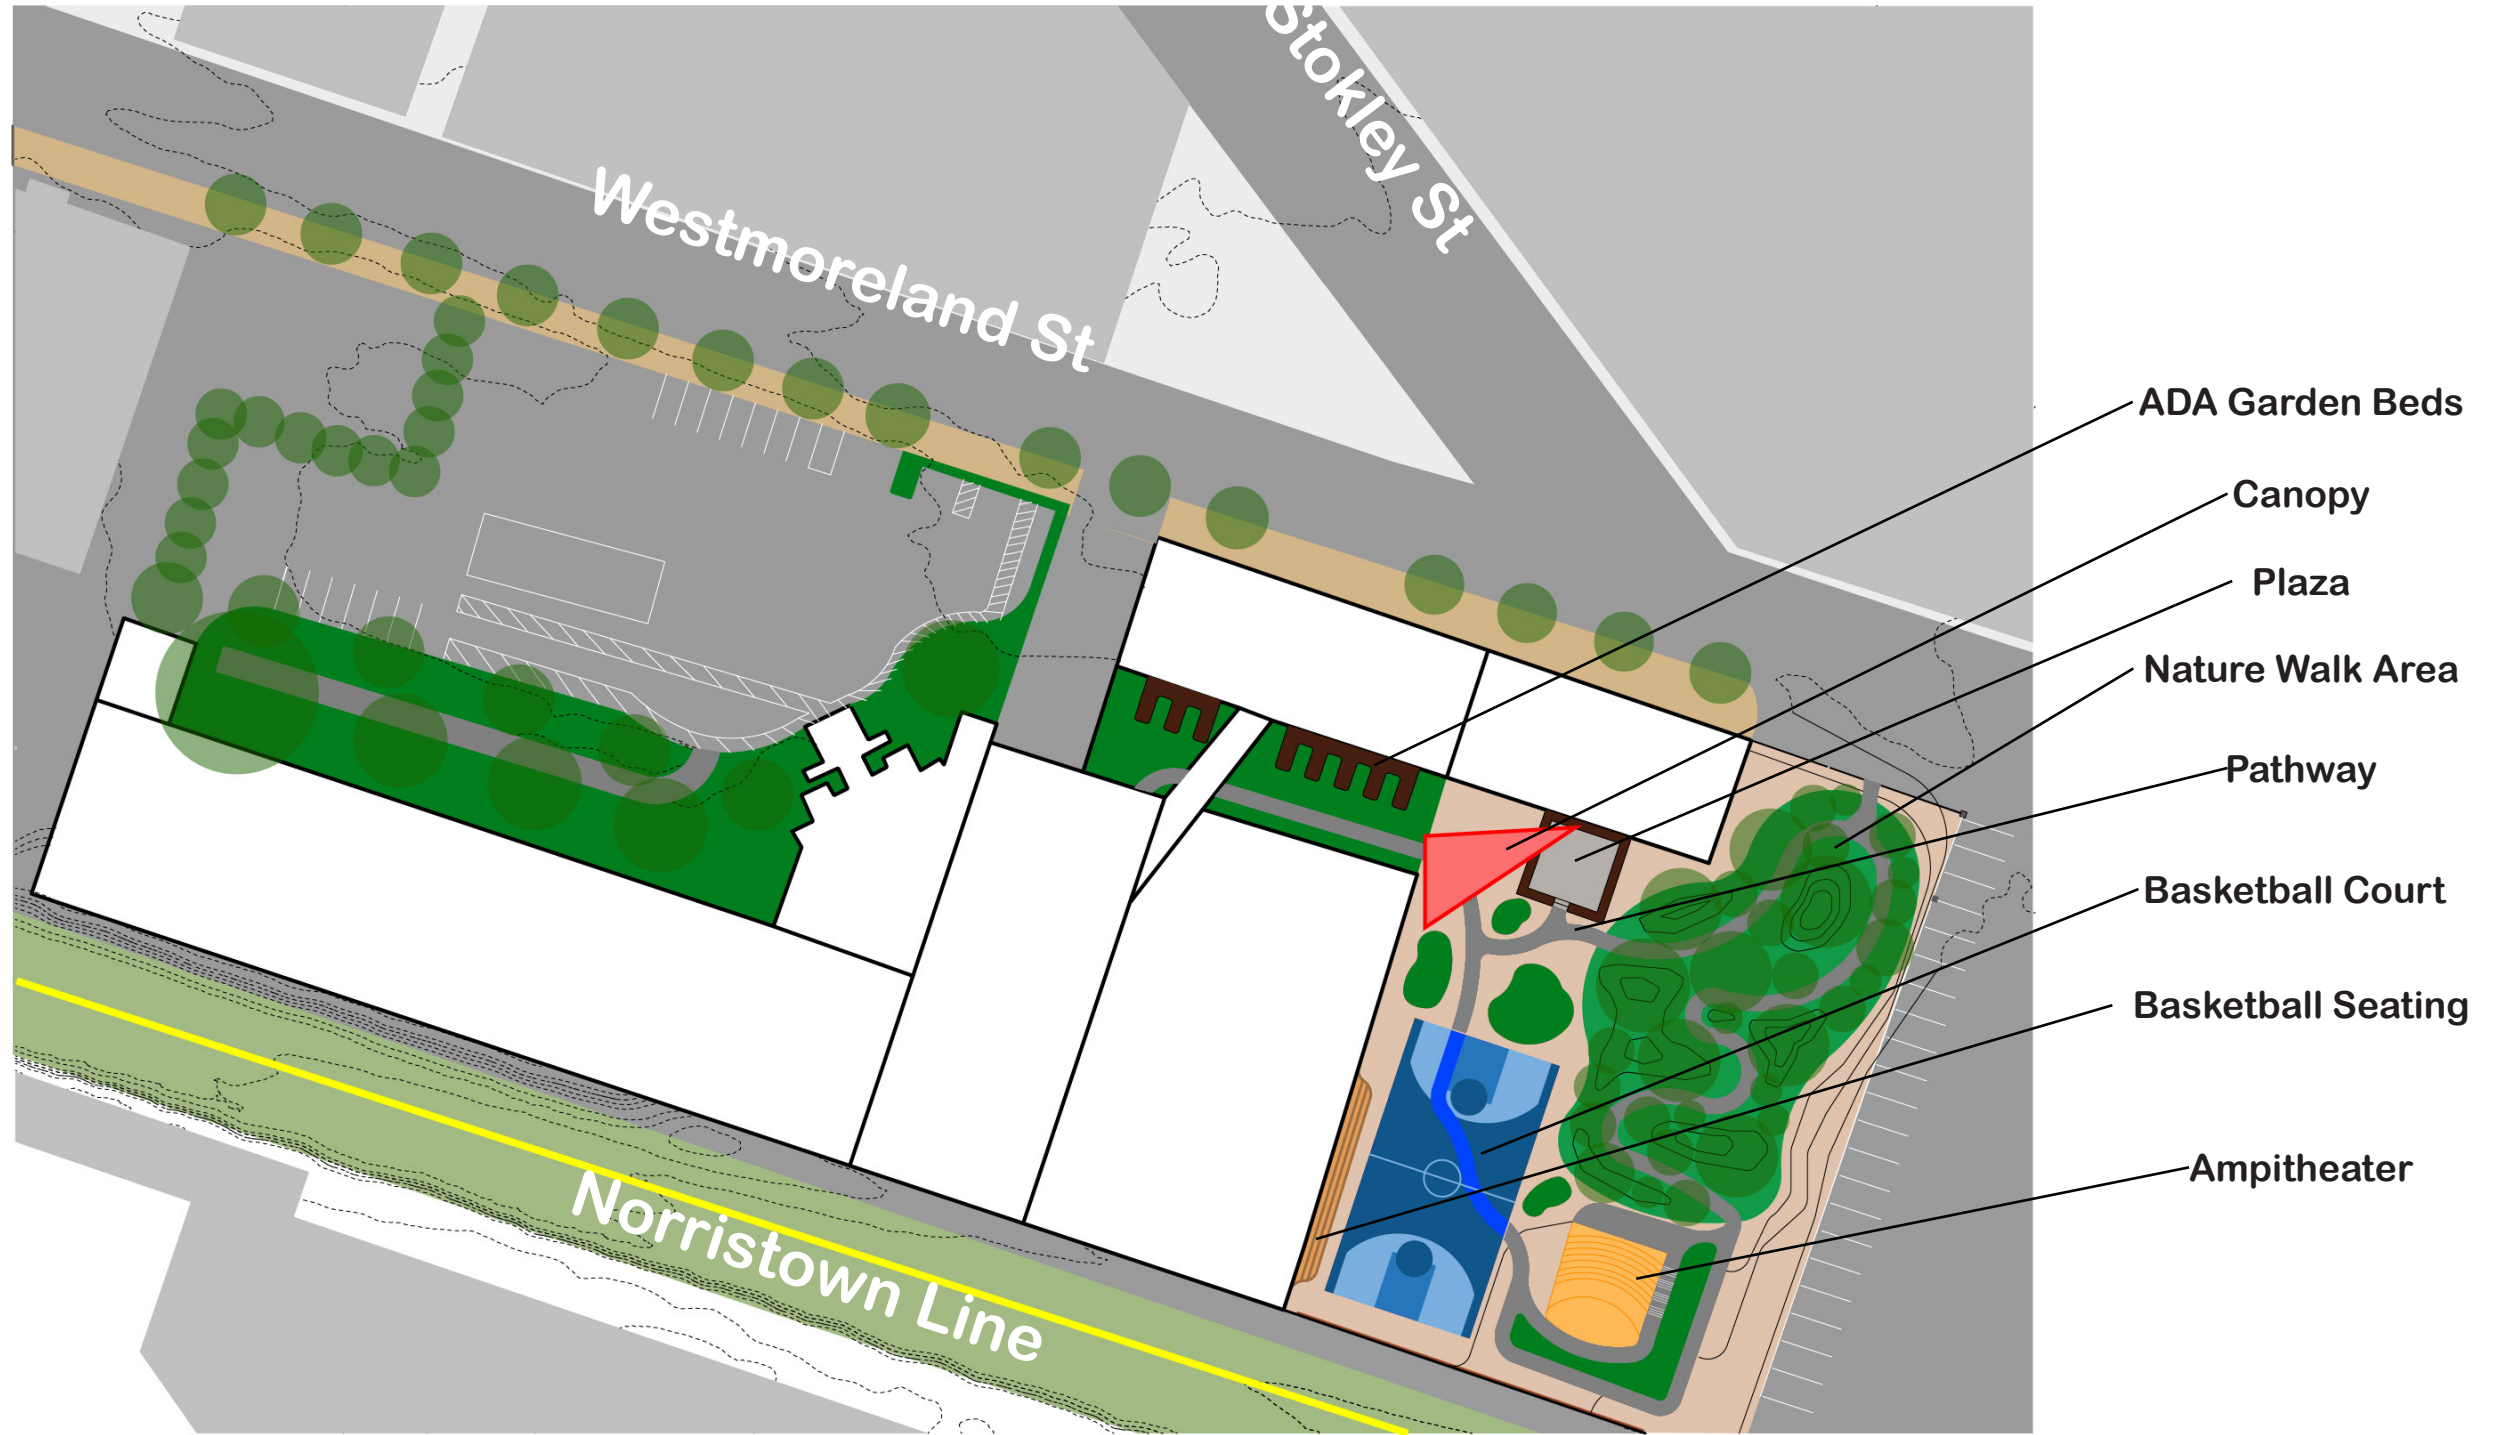 Stokley St
Westmoreland St
ADA Garden Beds
Canopy
Plaza
Nature Walk Area
Pathway
Basketball Court
Basketball Seating
Ampitheater
Norristown Line